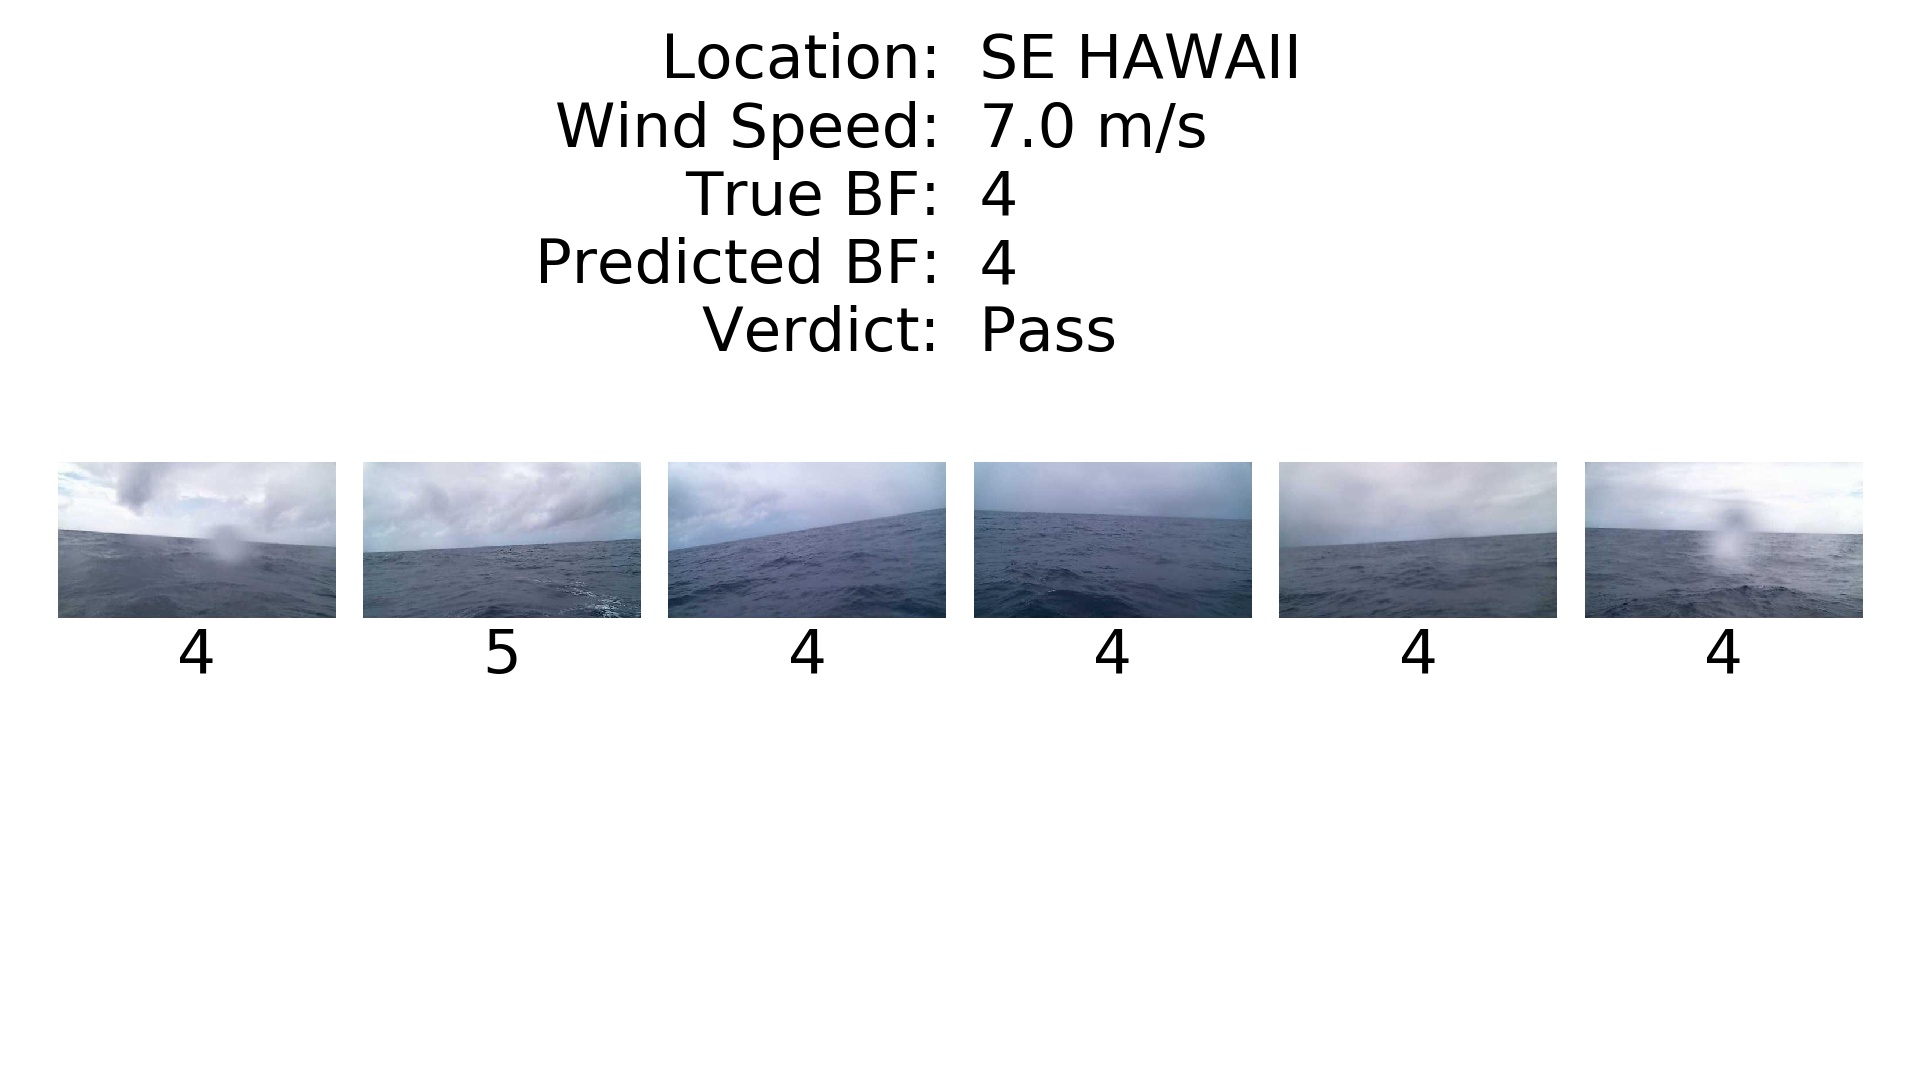 Location: SE HAWAII
Wind Speed: 7.0 m/s
True BF: 4
Predicted BF: 4
Verdict: Pass
4 5 4 4 4 4